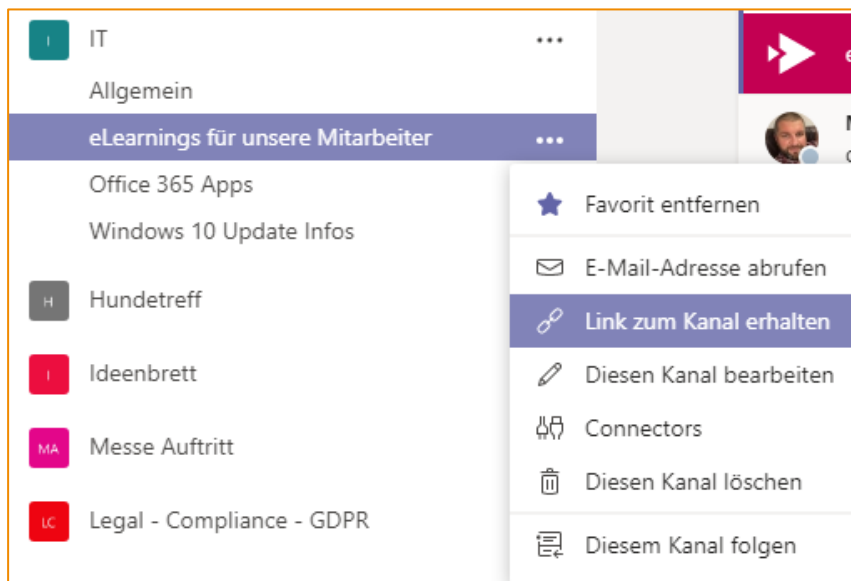 I IT ...
Allgemein
eLearnings für unsere Mitarbeiter ...
Office 365 Apps
Windows 10 Update Infos
H Hundetreff
I Ideenbrett
MA Messe Auftritt
LC Legal - Compliance - GDPR
Favorit entfernen
E-Mail-Adresse abrufen
Link zum Kanal erhalten
Diesen Kanal bearbeiten
Connectors
Diesen Kanal löschen
Diesem Kanal folgen